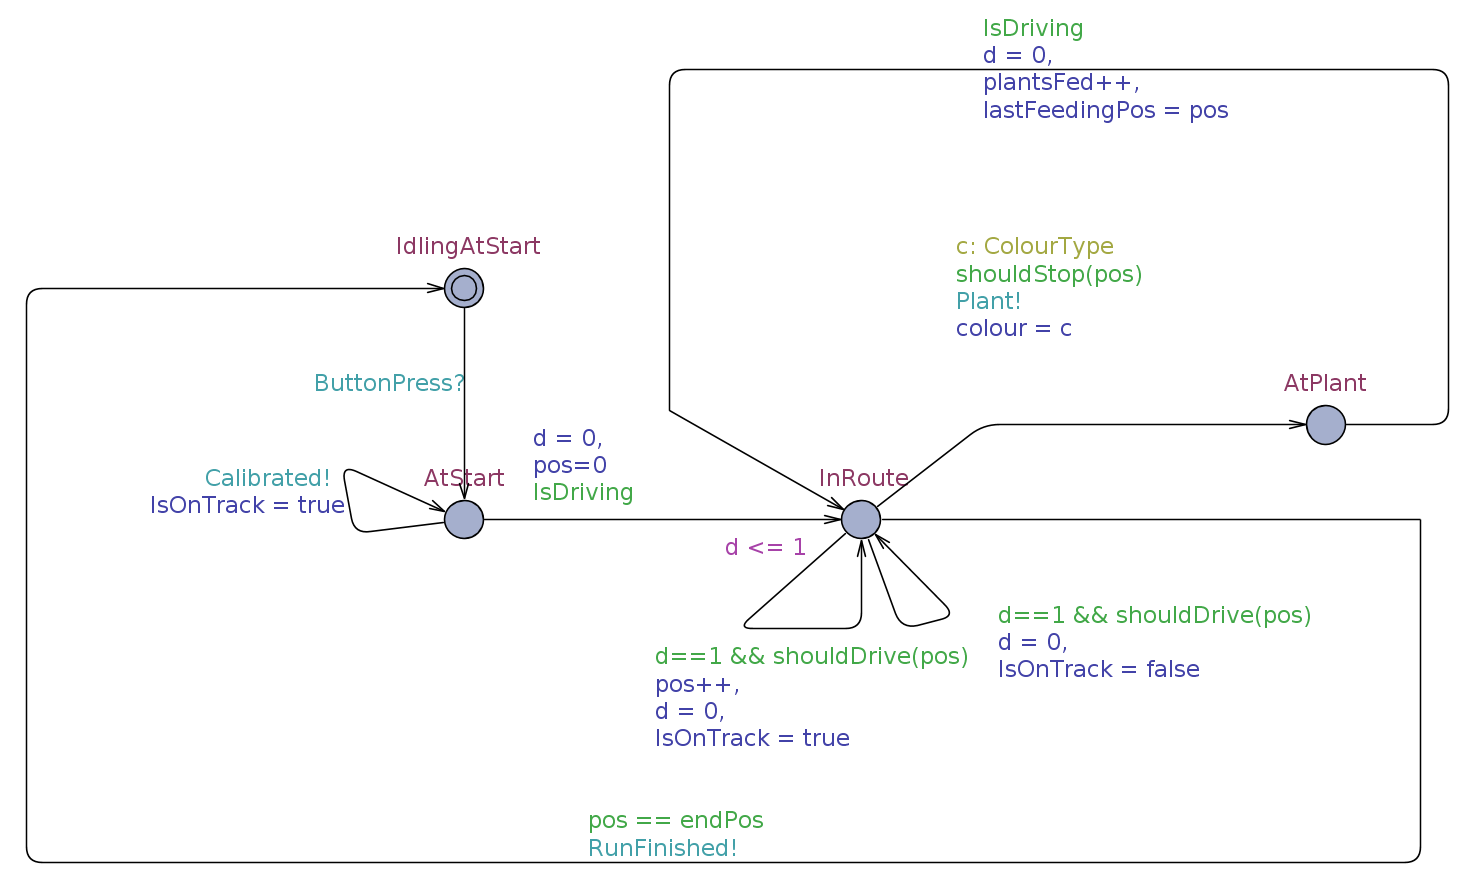 IsDriving
d = 0,
plantsFed++,
lastFeedingPos = pos
IdlingAtStart
c: ColourType
shouldStop(pos)
Plant!
colour = c
ButtonPress?
AtPlant
d = 0,
pos=0
IsDriving
Calibrated!
IsOnTrack = true
AtStart
InRoute
d <= 1
d==1 && shouldDrive(pos)
d = 0,
IsOnTrack = false
d==1 && shouldDrive(pos)
pos++,
d = 0,
IsOnTrack = true
pos == endPos
RunFinished!